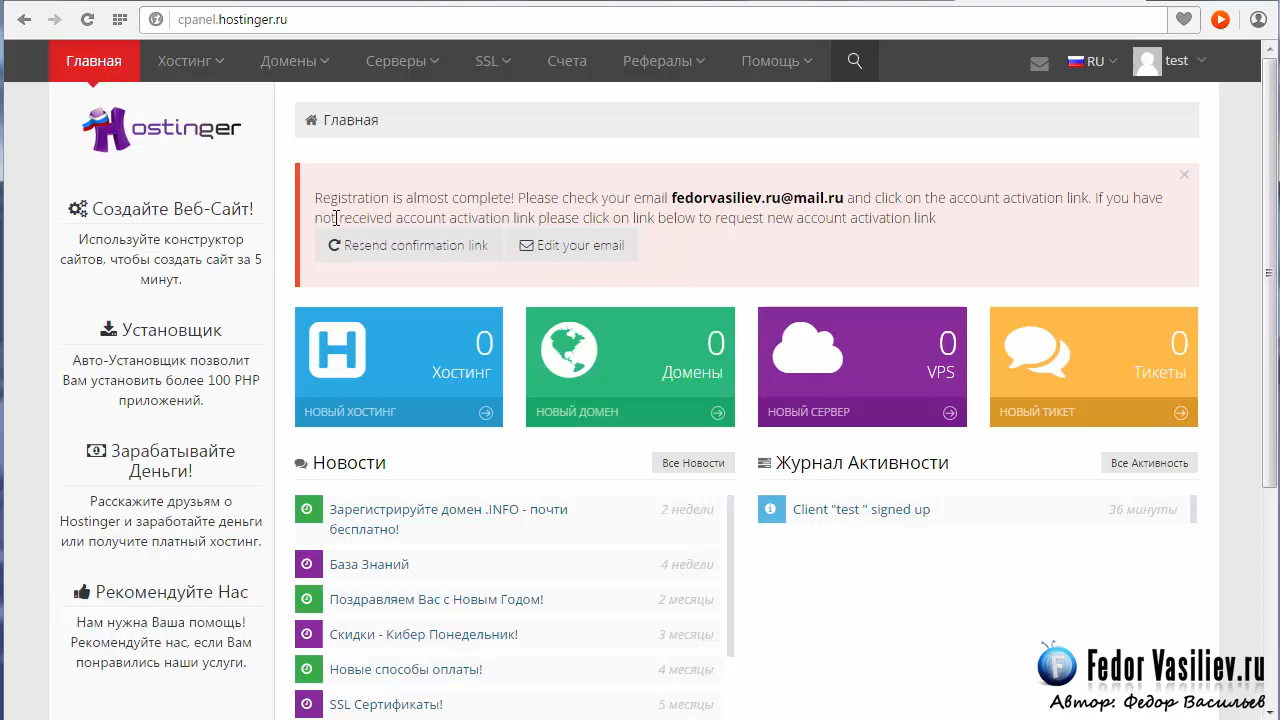 cpanel.hostinger.ru
Главная Хостинг Домены Серверы SSL Счета Рефералы Помощь RU test
Hostinger
Создайте Веб-Сайт!
Используйте конструктор
сайтов, чтобы создать сайт за 5
минут.
Установщик
Авто-Установщик позволит
Вам установить более 100 PHP
приложений.
Зарабатывайте
Деньги!
Расскажите друзьям о
Hostinger и заработайте деньги
или получите платный хостинг.
Рекомендуйте Нас
Нам нужна Ваша помощь!
Рекомендуйте нас, если Вам
понравились наши услуги.
Главная
Registration is almost complete! Please check your email fedorvasiliev.ru@mail.ru and click on the account activation link. If you have
not received account activation link please click on link below to request new account activation link
Resend confirmation link Edit your email
0
Хостинг
НОВЫЙ ХОСТИНГ
0
Домены
НОВЫЙ ДОМЕН
0
VPS
НОВЫЙ СЕРВЕР
0
Тикеты
НОВЫЙ ТИКЕТ
Новости Все Новости
Зарегистрируйте домен .INFO - почти 2 недели
бесплатно!
База Знаний 4 недели
Поздравляем Вас с Новым Годом! 2 месяцы
Скидки - Кибер Понедельник! 3 месяцы
Новые способы оплаты! 4 месяцы
SSL Сертификаты! 5 месяцы
Журнал Активности Все Активность
Client "test " signed up 36 минуты
Fedor Vasiliev.ru
Автор: Федор Васильев